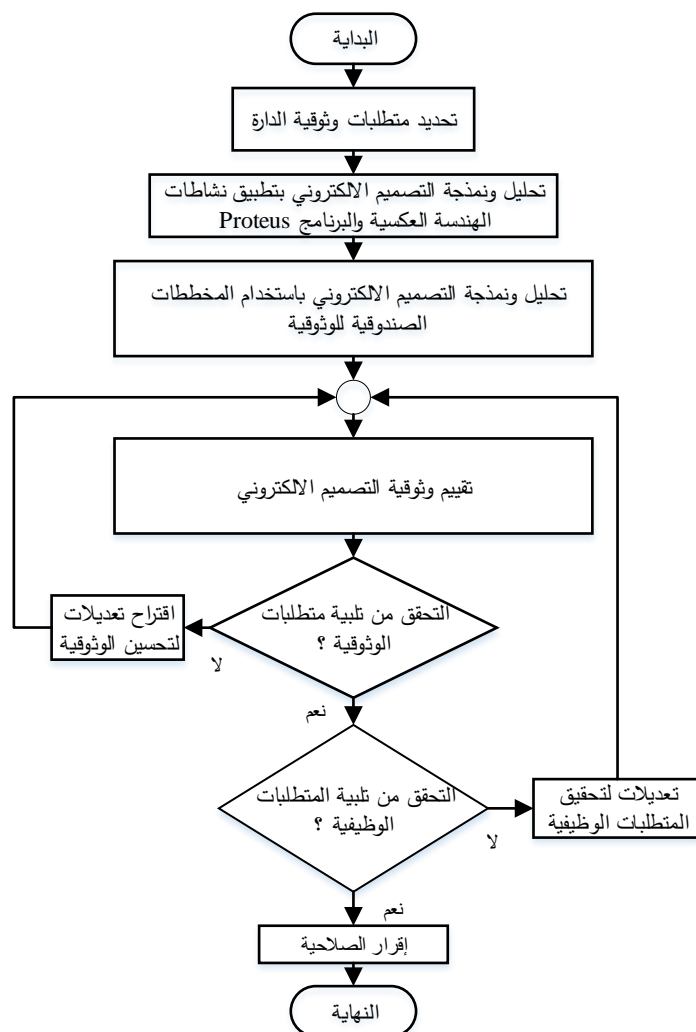 البداية
تحديد متطلبات وثوقية الدارة
تحليل ونمذجة التصميم الالكتروني بتطبيق نشاطات
الهندسة العكسية والبرنامج Proteus
تحليل ونمذجة التصميم الالكتروني باستخدام المخططات
الصندوقية للوثوقية
تقييم وثوقية التصميم الالكتروني
التحقق من تلبية متطلبات
الوثوقية ؟
اقتراح تعديلات
لتحسين الوثوقية
لا
نعم
التحقق من تلبية المتطلبات
الوظيفية ؟
تعديلات لتحقيق
المتطلبات الوظيفية
لا
نعم
إقرار الصلاحية
النهاية